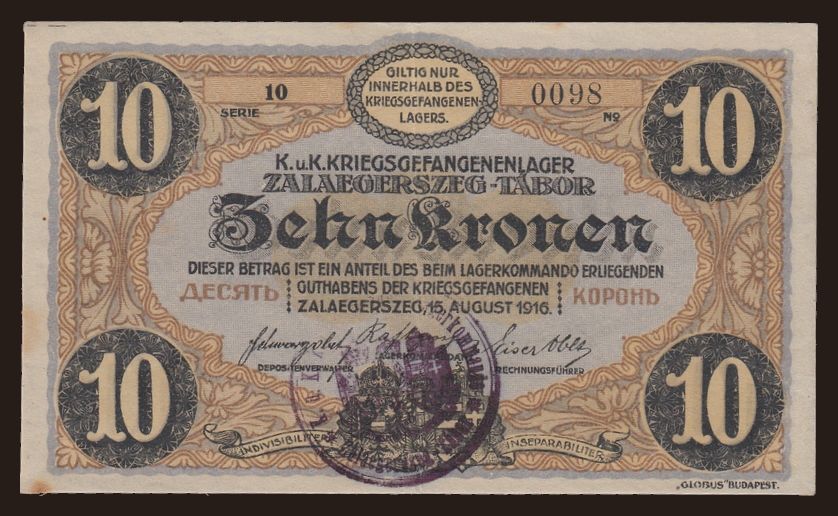 10
10
SERIE
GILTIG NUR
INNERHALB DES
KRIEGSGEFANGENEN-
LAGERS.
0098
No
10
K.u.K.KRIEGSGEFANGENENLAGER
ZALAEGERSZEG-TÁBOR
Zehn Kronen
DIESER BETRAG IST EIN ANTEIL DES BEIM LAGERKOMMANDO ERLIEGENDEN
ДЕСЯТЬ GUTHABENS DER KRIEGSGEFANGENEN КОРОНЪ
ZALAEGERSZEG, 15. AUGUST 1916.
DEPOSITENVERWALTER
RECHNUNGSFÜHRER
10
10
INDIVISIBILITER
INSEPARABILITER
„GLOBUS" BUDAPEST.